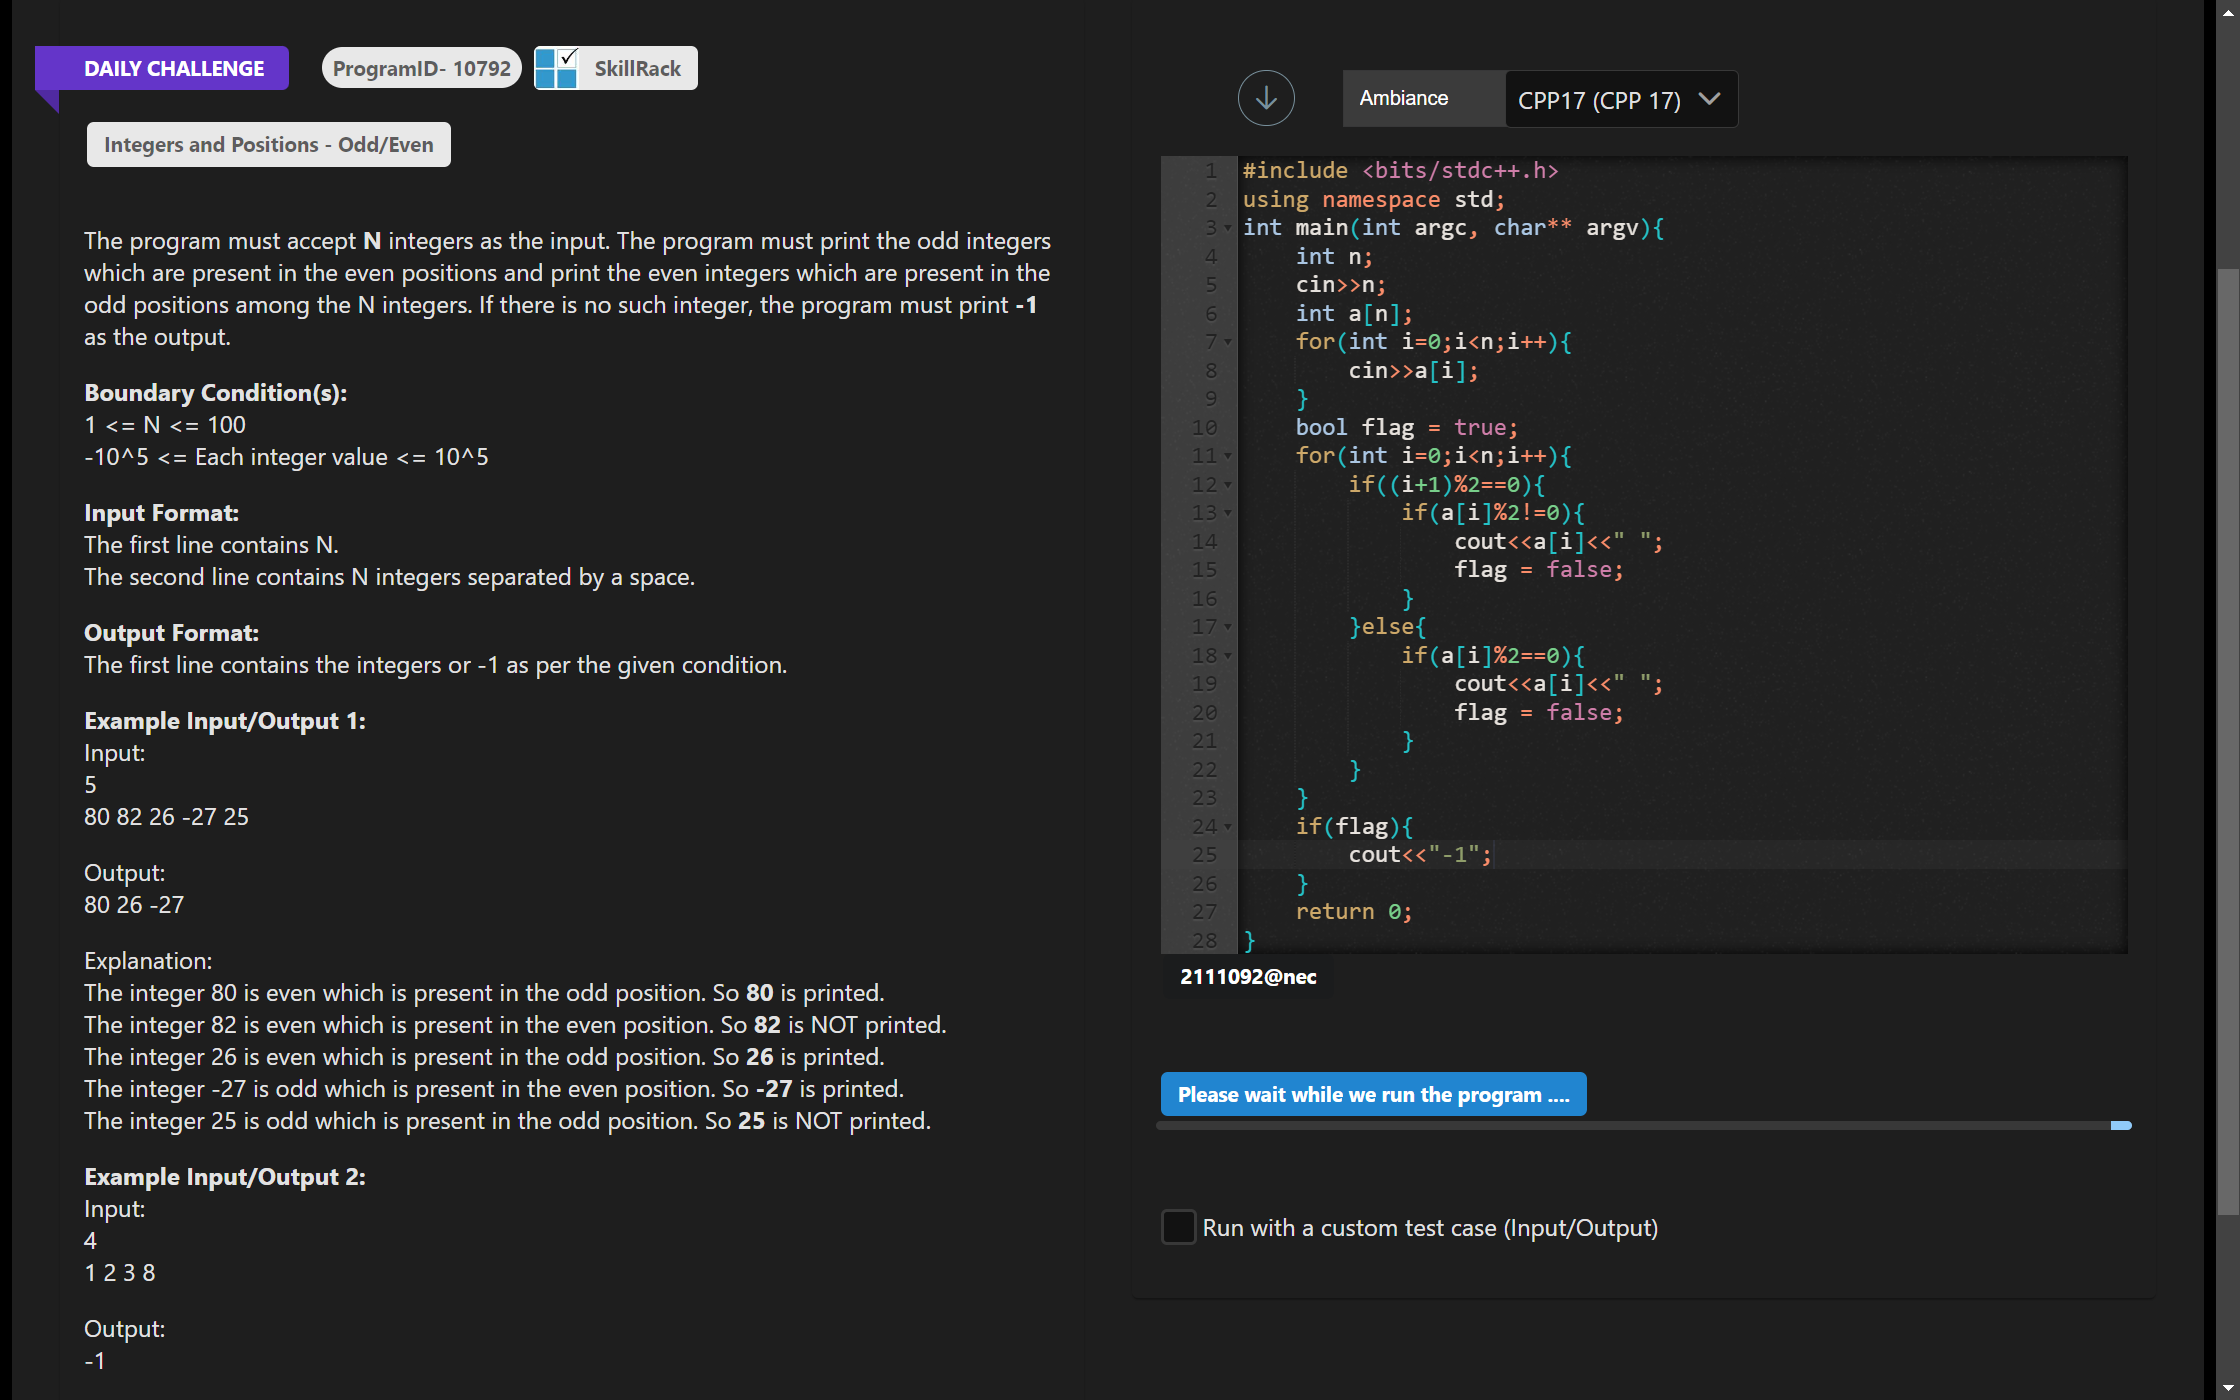 DAILY CHALLENGE
ProgramID- 10792
SkillRack
Integers and Positions - Odd/Even
The program must accept N integers as the input. The program must print the odd integers
which are present in the even positions and print the even integers which are present in the
odd positions among the N integers. If there is no such integer, the program must print -1
as the output.
Boundary Condition(s):
1 <= N <= 100
-10^5 <= Each integer value <= 10^5
Input Format:
The first line contains N.
The second line contains N integers separated by a space.
Output Format:
The first line contains the integers or -1 as per the given condition.
Example Input/Output 1:
Input:
5
80 82 26 -27 25
Output:
80 26 -27
Explanation:
The integer 80 is even which is present in the odd position. So 80 is printed.
The integer 82 is even which is present in the even position. So 82 is NOT printed.
The integer 26 is even which is present in the odd position. So 26 is printed.
The integer -27 is odd which is present in the even position. So -27 is printed.
The integer 25 is odd which is present in the odd position. So 25 is NOT printed.
Example Input/Output 2:
Input:
4
1 2 3 8
Output:
-1
Ambiance
CPP17 (CPP 17)
1 #include <bits/stdc++.h>
2 using namespace std;
3 int main(int argc, char** argv){
4     int n;
5     cin>>n;
6     int a[n];
7     for(int i=0;i<n;i++){
8         cin>>a[i];
9     }
10     bool flag = true;
11     for(int i=0;i<n;i++){
12         if((i+1)%2==0){
13             if(a[i]%2!=0){
14                 cout<<a[i]<<" ";
15                 flag = false;
16             }
17         }else{
18             if(a[i]%2==0){
19                 cout<<a[i]<<" ";
20                 flag = false;
21             }
22         }
23     }
24     if(flag){
25         cout<<"-1";
26     }
27     return 0;
28 }
2111092@nec
Please wait while we run the program ....
Run with a custom test case (Input/Output)